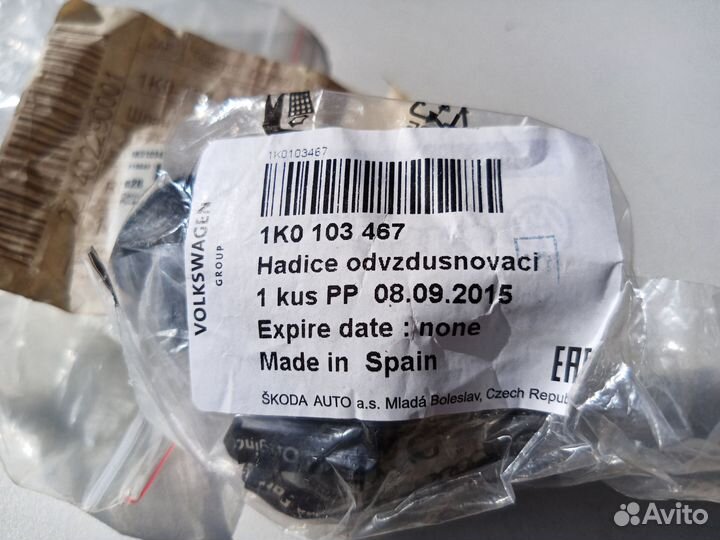 1K0103467
1K0 103 467
Hadice odvzdusnovaci
1 kus PP 08.09.2015
Expire date : none
Made in Spain
ŠKODA AUTO a.s. Mladá Boleslav, Czech Repub
VOLKSWAGEN
GROUP
EAC
1K0
Avito